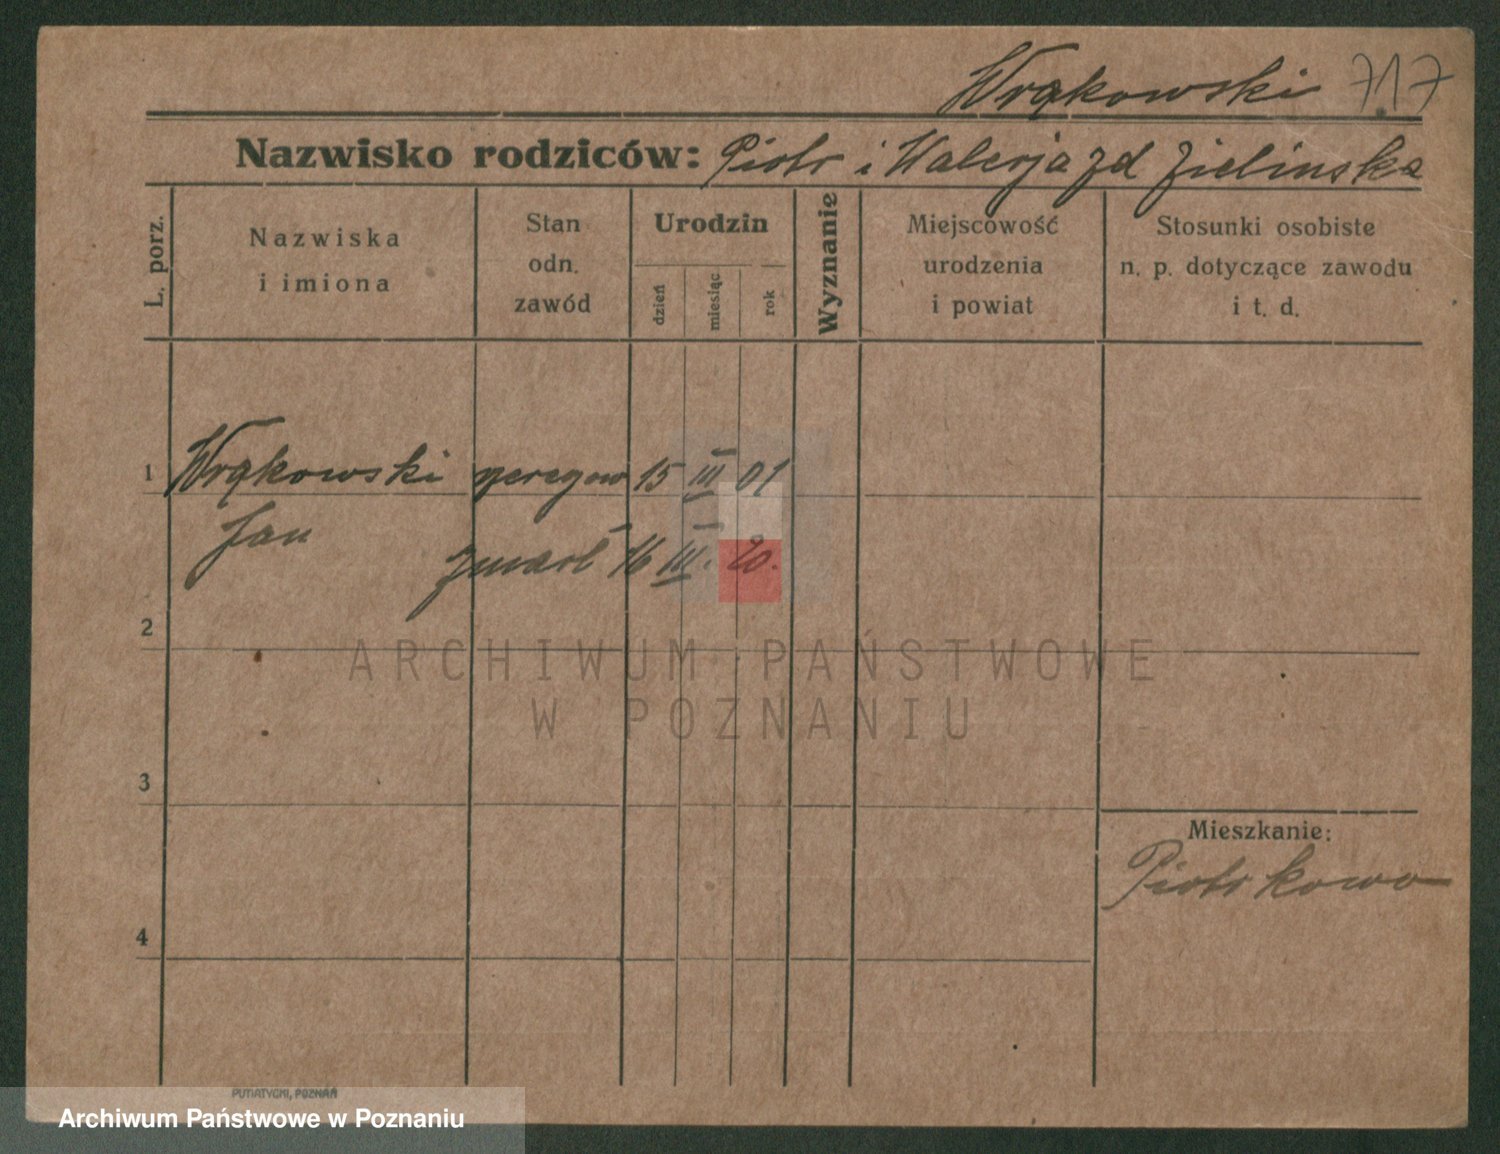 Wrąkowski 717
Nazwisko rodziców: Piotr i Walerja zd Zielinska
L. porz.
Nazwiska
i imiona
Stan
odn.
zawód
Urodzin
dzień
miesiąc
rok
Wyznanie
Miejscowość
urodzenia
i powiat
Stosunki osobiste
n. p. dotyczące zawodu
i t. d.
1 Wrąkowski 15 III 01
Jan
zmarł 16 III. 20.
2
ARCHIWUM PAŃSTWOWE
W POZNANIU
3
Mieszkanie:
Piotrkowo
4
PUTIATYCKI, POZNAŃ
Archiwum Państwowe w Poznaniu